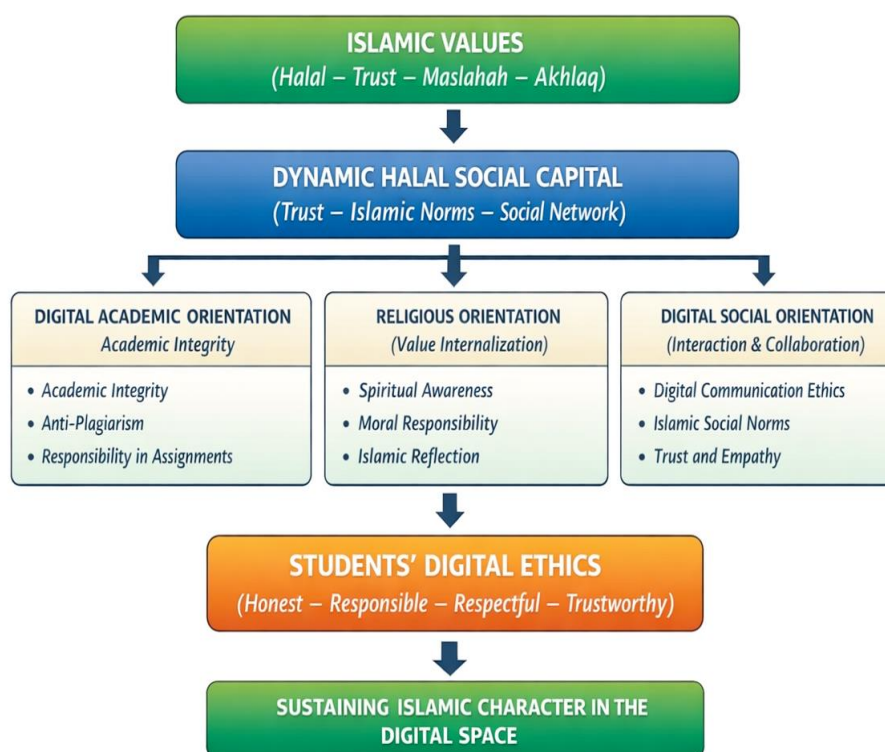 ISLAMIC VALUES
(Halal – Trust – Maslahah – Akhlaq)
DYNAMIC HALAL SOCIAL CAPITAL
(Trust – Islamic Norms – Social Network)
DIGITAL ACADEMIC ORIENTATION
Academic Integrity
• Academic Integrity
• Anti-Plagiarism
• Responsibility in Assignments
RELIGIOUS ORIENTATION
(Value Internalization)
• Spiritual Awareness
• Moral Responsibility
• Islamic Reflection
DIGITAL SOCIAL ORIENTATION
(Interaction & Collaboration)
• Digital Communication Ethics
• Islamic Social Norms
• Trust and Empathy
STUDENTS' DIGITAL ETHICS
(Honest – Responsible – Respectful – Trustworthy)
SUSTAINING ISLAMIC CHARACTER IN THE
DIGITAL SPACE